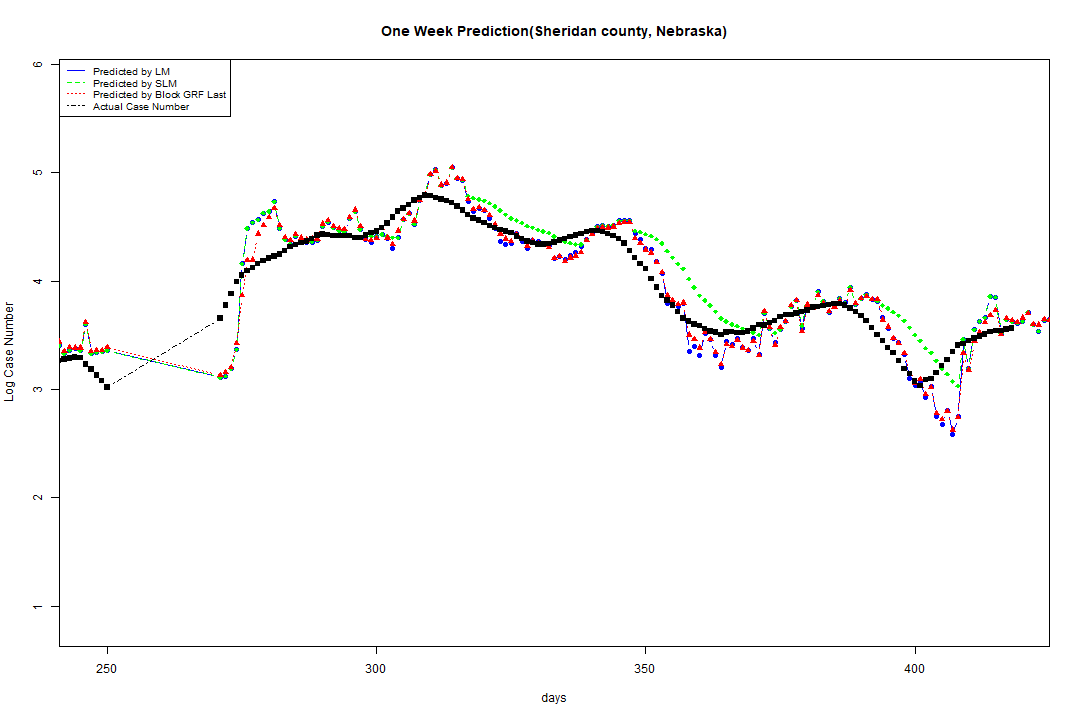 One Week Prediction(Sheridan county, Nebraska)
Predicted by LM
Predicted by SLM
Predicted by Block GRF Last
Actual Case Number
Log Case Number
6
5
4
3
2
1
250
300
350
400
days